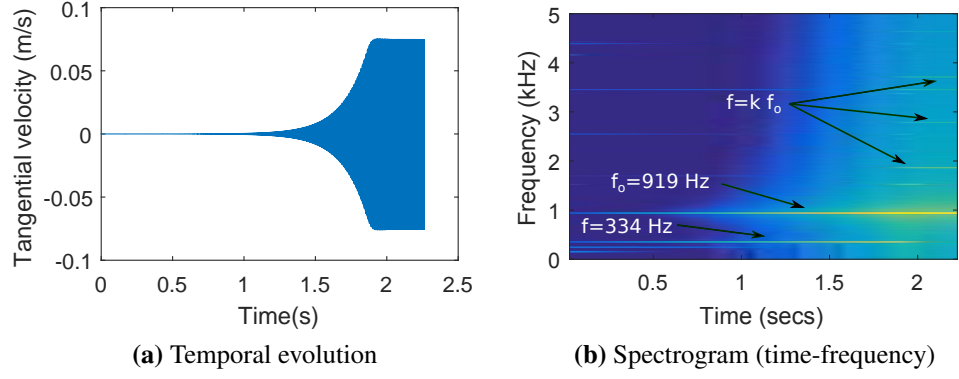 0.1
0.05
0
-0.05
-0.1
Tangential velocity (m/s)
0 0.5 1 1.5 2 2.5
Time(s)
(a) Temporal evolution
5
4
3
2
1
0
Frequency (kHz)
f=k fo
fo=919 Hz
f=334 Hz
0.5 1 1.5 2
Time (secs)
(b) Spectrogram (time-frequency)